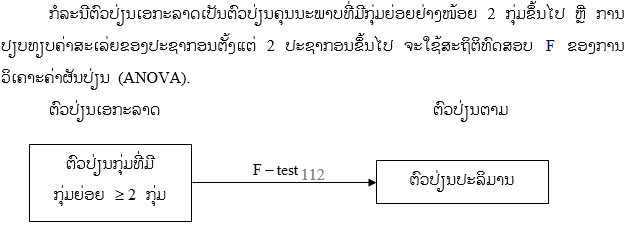 ກໍລະນີຕົວປ່ຽນເອກະລາດເປັນຕົວປ່ຽນຄຸນນະພາບທີ່ມີກຸ່ມຍ່ອຍຢ່າງໜ້ອຍ 2 ກຸ່ມຂຶ້ນໄປ ຫຼື ການ
ປຽບທຽບຄ່າສະເລ່ຍຂອງປະຊາກອນຕັ້ງແຕ່ 2 ປະຊາກອນຂຶ້ນໄປ ຈະໃຊ້ສະຖິຕິທົດສອບ F ຂອງການ
ວິເຄາະຄ່າຜັນປ່ຽນ (ANOVA).
ຕົວປ່ຽນເອກະລາດ ຕົວປ່ຽນຕາມ
ຕົວປ່ຽນກຸ່ມທີ່ມີ
ກຸ່ມຍ່ອຍ ≥ 2 ກຸ່ມ
F – test 112
ຕົວປ່ຽນປະລິມານ